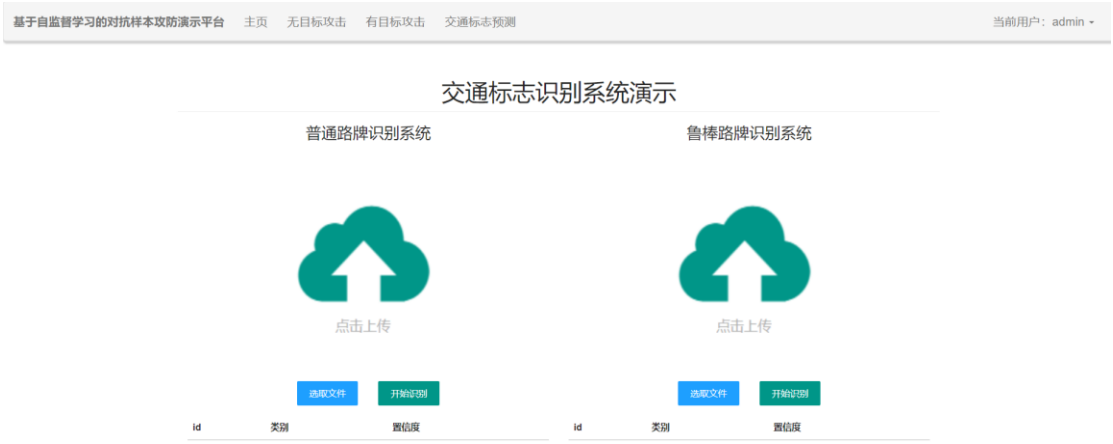 基于自监督学习的对抗样本攻防演示平台 主页 无目标攻击 有目标攻击 交通标志预测 当前用户：admin
交通标志识别系统演示
普通路牌识别系统 鲁棒路牌识别系统
点击上传 点击上传
选取文件 开始识别 选取文件 开始识别
id 类别 置信度 id 类别 置信度